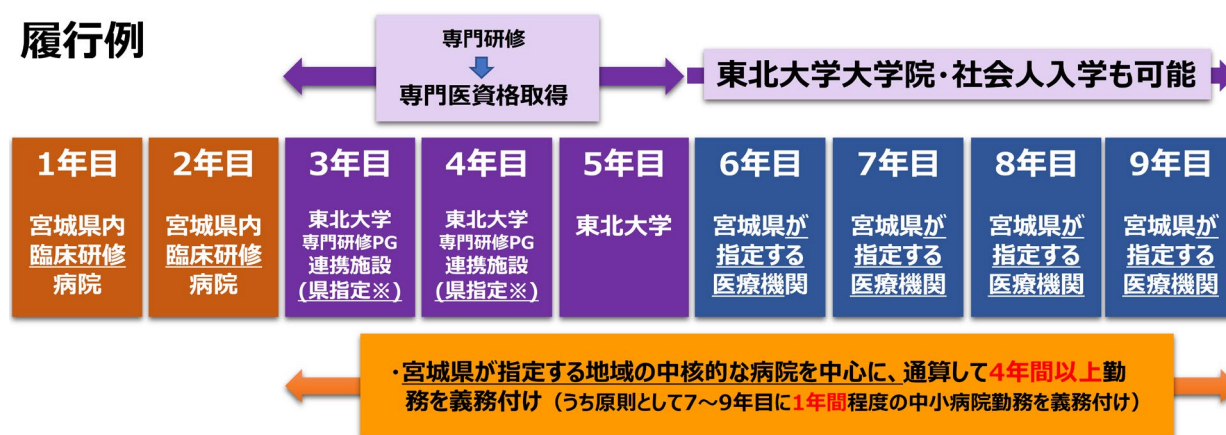 履行例
専門研修
専門医資格取得
東北大学大学院・社会人入学も可能
1年目
宮城県内
臨床研修
病院
2年目
宮城県内
臨床研修
病院
3年目
東北大学
専門研修PG
連携施設
(県指定※)
4年目
東北大学
専門研修PG
連携施設
(県指定※)
5年目
東北大学
6年目
宮城県が
指定する
医療機関
7年目
宮城県が
指定する
医療機関
8年目
宮城県が
指定する
医療機関
9年目
宮城県が
指定する
医療機関
・宮城県が指定する地域の中核的な病院を中心に、通算して4年間以上勤
務を義務付け（うち原則として7～9年目に1年間程度の中小病院勤務を義務付け）